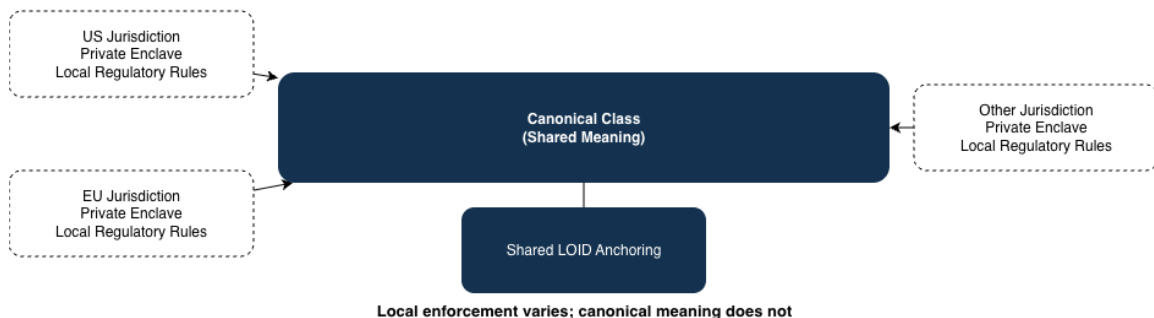 US Jurisdiction
Private Enclave
Local Regulatory Rules
Canonical Class
(Shared Meaning)
Other Jurisdiction
Private Enclave
Local Regulatory Rules
EU Jurisdiction
Private Enclave
Local Regulatory Rules
Shared LOID Anchoring
Local enforcement varies; canonical meaning does not